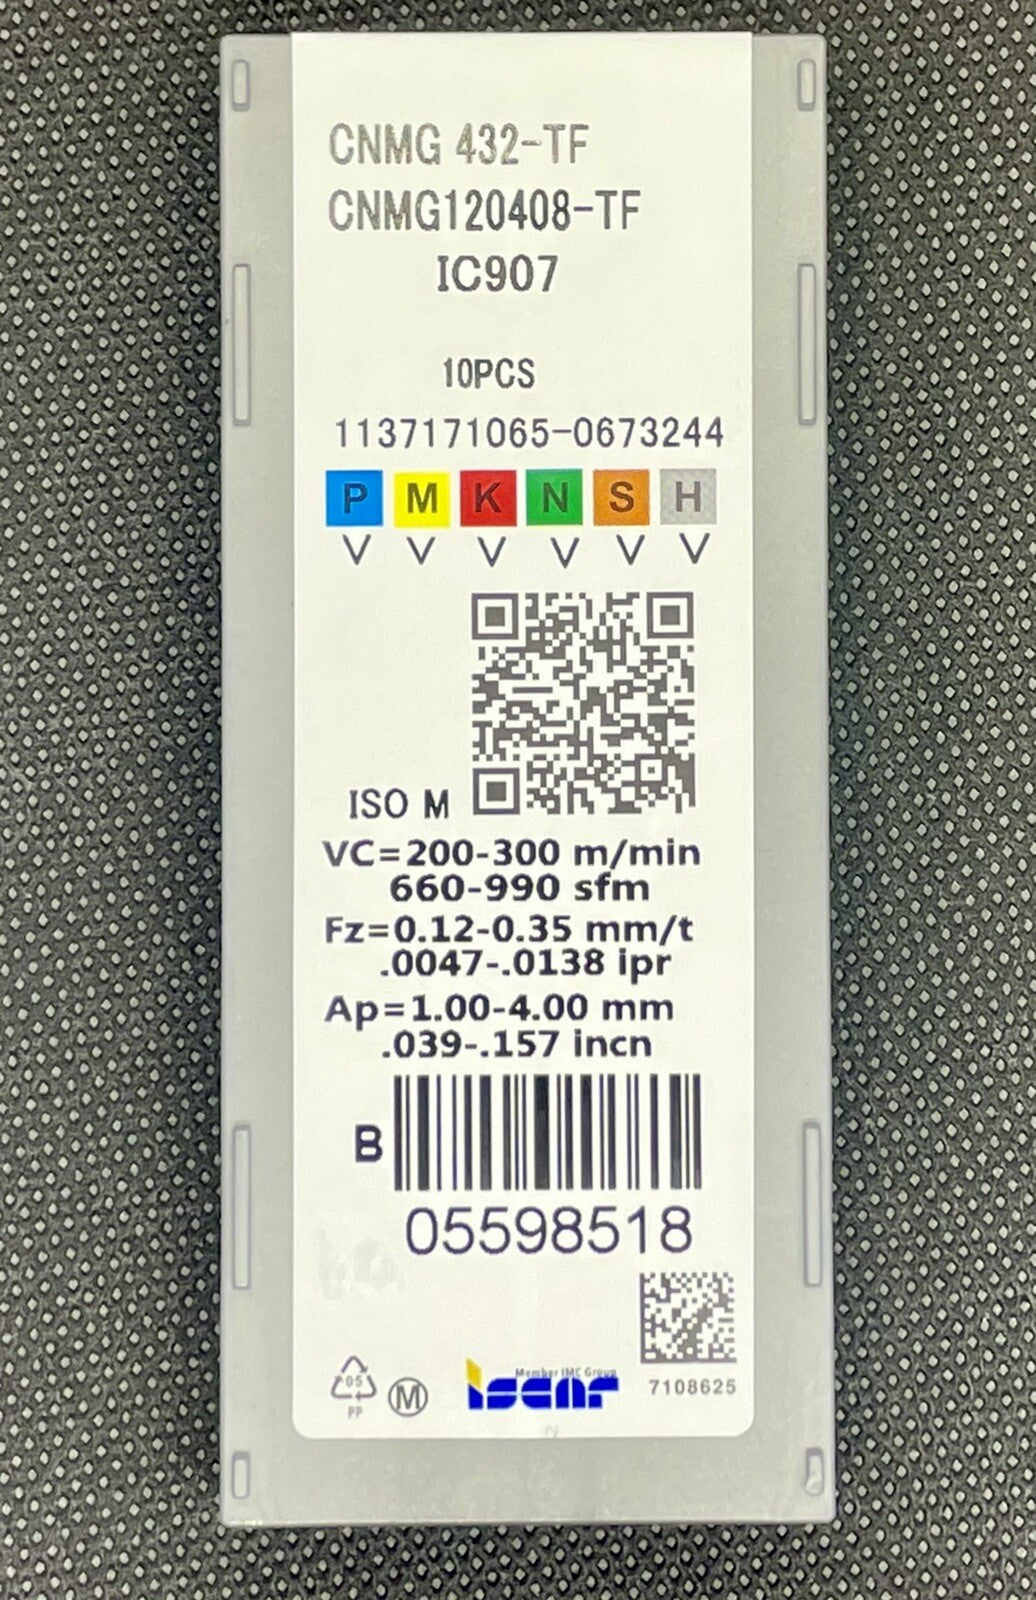 CNMG 432-TF
CNMG120408-TF
IC907
10PCS
1137171065-0673244
P M K N S H
ISO M
VC=200-300 m/min
660-990 sfm
Fz=0.12-0.35 mm/t
.0047-.0138 ipr
Ap=1.00-4.00 mm
.039-.157 incn
B
05598518
Member IMC Group
iscar
7108625
05
PP
M